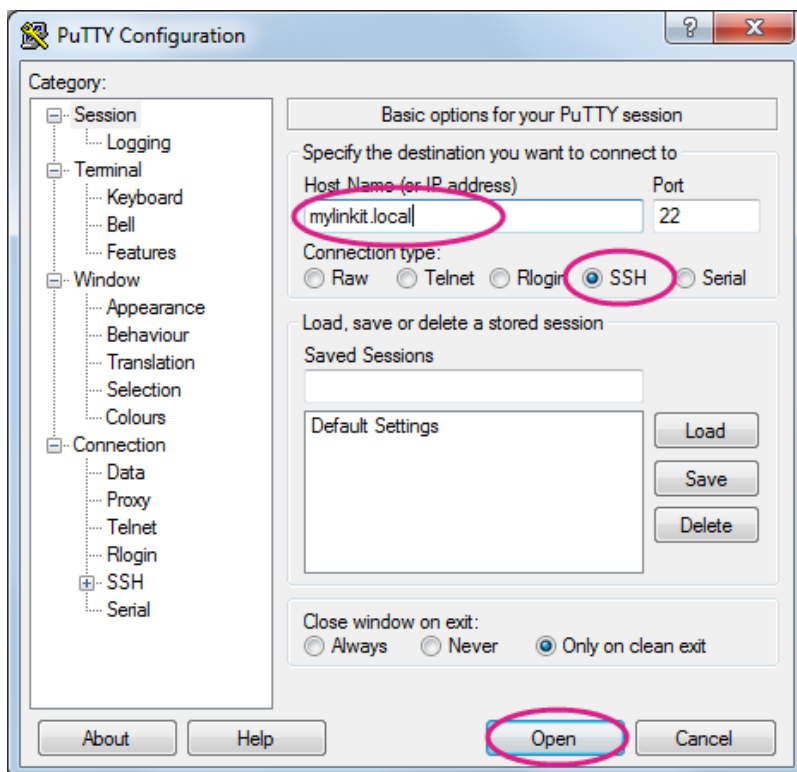 PuTTY Configuration
Category:
Session
Logging
Terminal
Keyboard
Bell
Features
Window
Appearance
Behaviour
Translation
Selection
Colours
Connection
Data
Proxy
Telnet
Rlogin
SSH
Serial
Basic options for your PuTTY session
Specify the destination you want to connect to
Host Name (or IP address) Port
mylinkit.local 22
Connection type:
Raw Telnet Rlogin SSH Serial
Load, save or delete a stored session
Saved Sessions
Default Settings
Load
Save
Delete
Close window on exit:
Always Never Only on clean exit
About Help Open Cancel